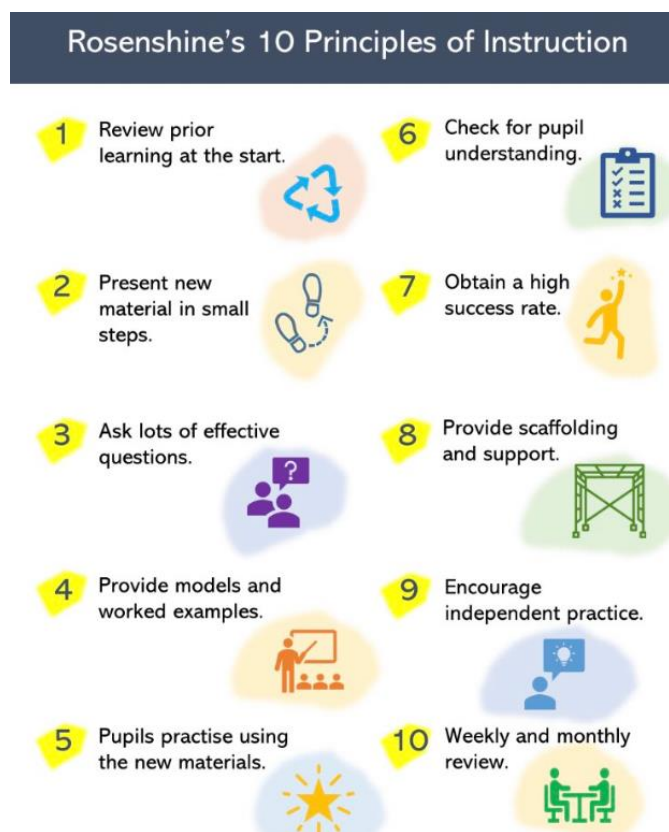 Rosenshine's 10 Principles of Instruction
1
Review prior
learning at the start.
2
Present new
material in small
steps.
3
Ask lots of effective
questions.
?
4
Provide models and
worked examples.
5
Pupils practise using
the new materials.
6
Check for pupil
understanding.
7
Obtain a high
success rate.
8
Provide scaffolding
and support.
9
Encourage
independent practice.
10
Weekly and monthly
review.